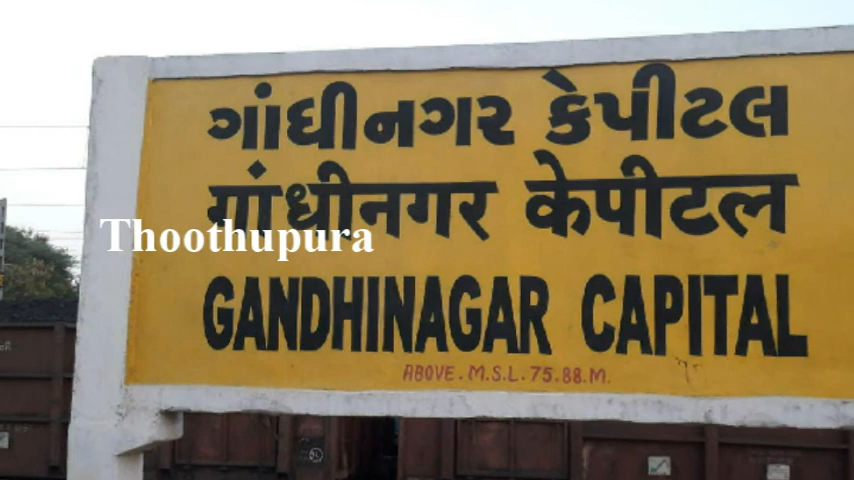 ગાંધીનગર કેપીટલ
गांधीनगर केपीटल
Thoothupura
GANDHINAGAR CAPITAL
ABOVE. M.S.L. 75.88.M.